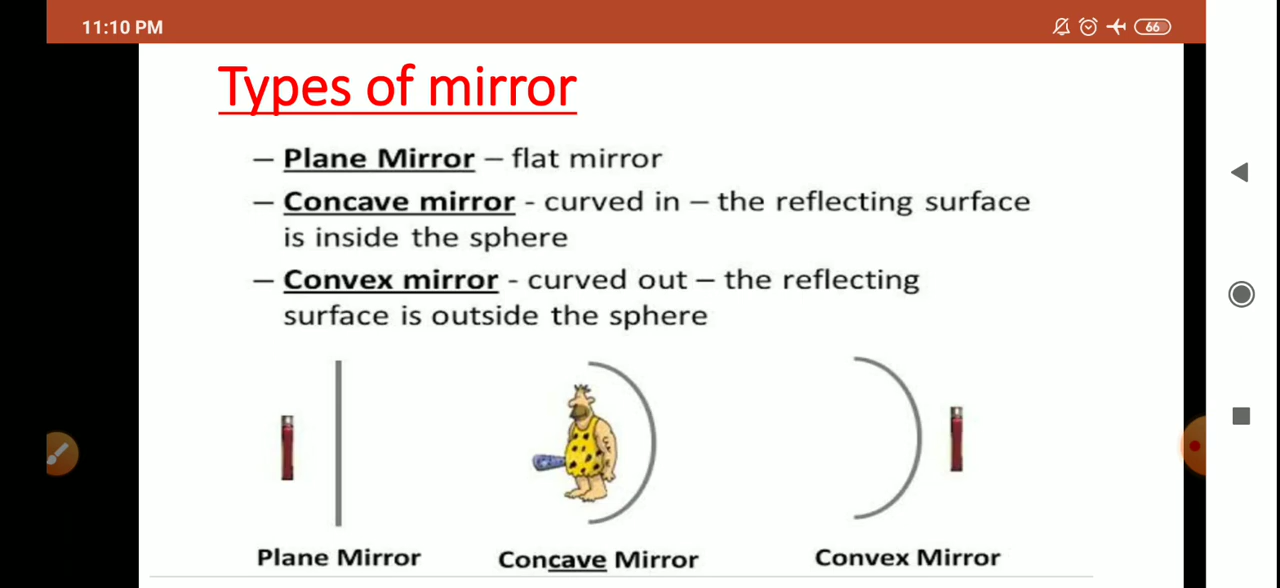 11:10 PM
66
Types of mirror
– Plane Mirror – flat mirror
– Concave mirror - curved in – the reflecting surface
is inside the sphere
– Convex mirror - curved out – the reflecting
surface is outside the sphere
Plane Mirror
Concave Mirror
Convex Mirror